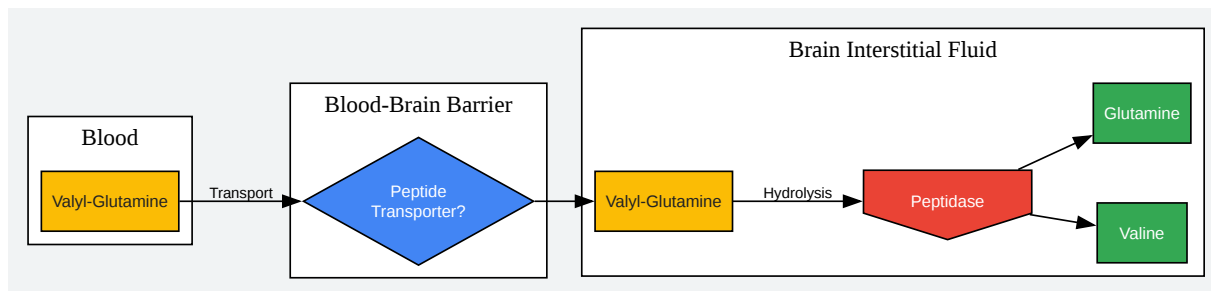 Blood
Valyl-Glutamine
Transport
Blood-Brain Barrier
Peptide
Transporter?
Brain Interstitial Fluid
Valyl-Glutamine
Hydrolysis
Peptidase
Glutamine
Valine